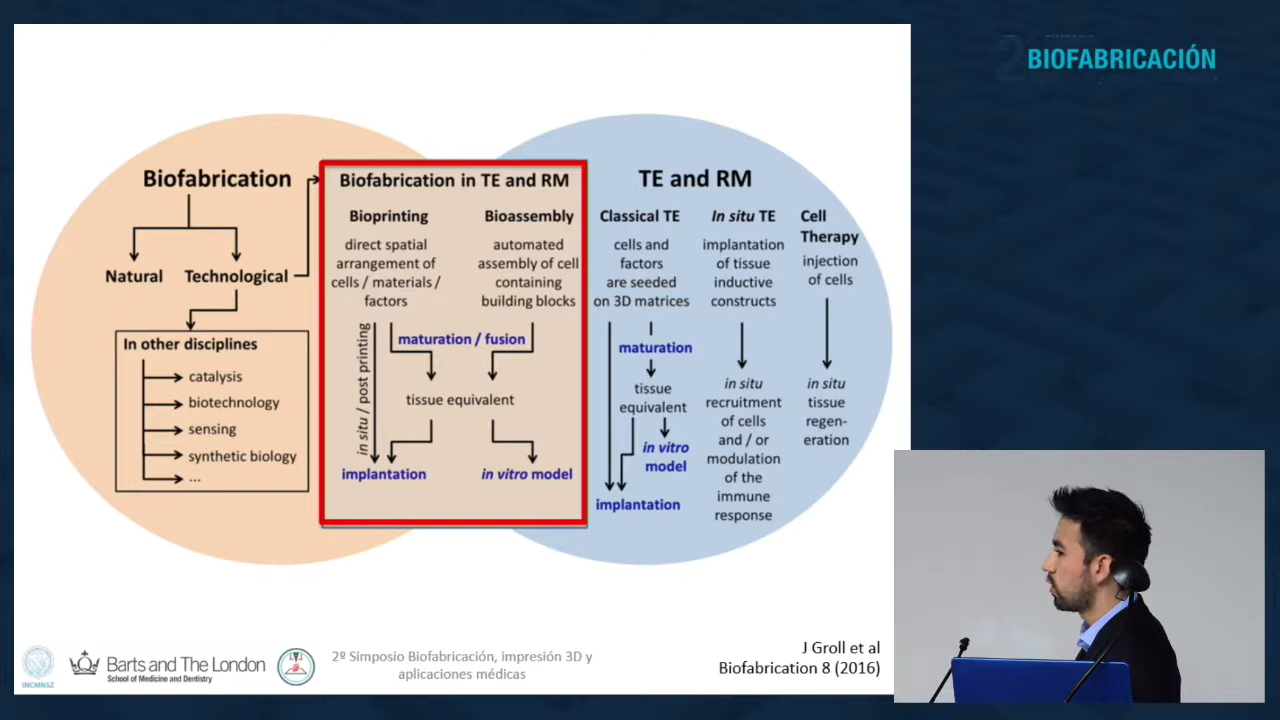 BIOFABRICACIÓN
Biofabrication
Natural
Technological
In other disciplines
catalysis
biotechnology
sensing
synthetic biology
...
Biofabrication in TE and RM
Bioprinting
direct spatial
arrangement of
cells / materials /
factors
Bioassembly
automated
assembly of cell
containing
building blocks
in situ / post printing
maturation / fusion
tissue equivalent
implantation
in vitro model
TE and RM
Classical TE
cells and
factors
are seeded
on 3D matrices
maturation
tissue
equivalent
in vitro
model
implantation
In situ TE
implantation
of tissue
inductive
constructs
in situ
recruitment
of cells
and / or
modulation
of the
immune
response
Cell
Therapy
injection
of cells
in situ
tissue
regen-
eration
INCMNSZ
Barts and The London
School of Medicine and Dentistry
2º Simposio Biofabricación, impresión 3D y
aplicaciones médicas
J Groll et al
Biofabrication 8 (2016)